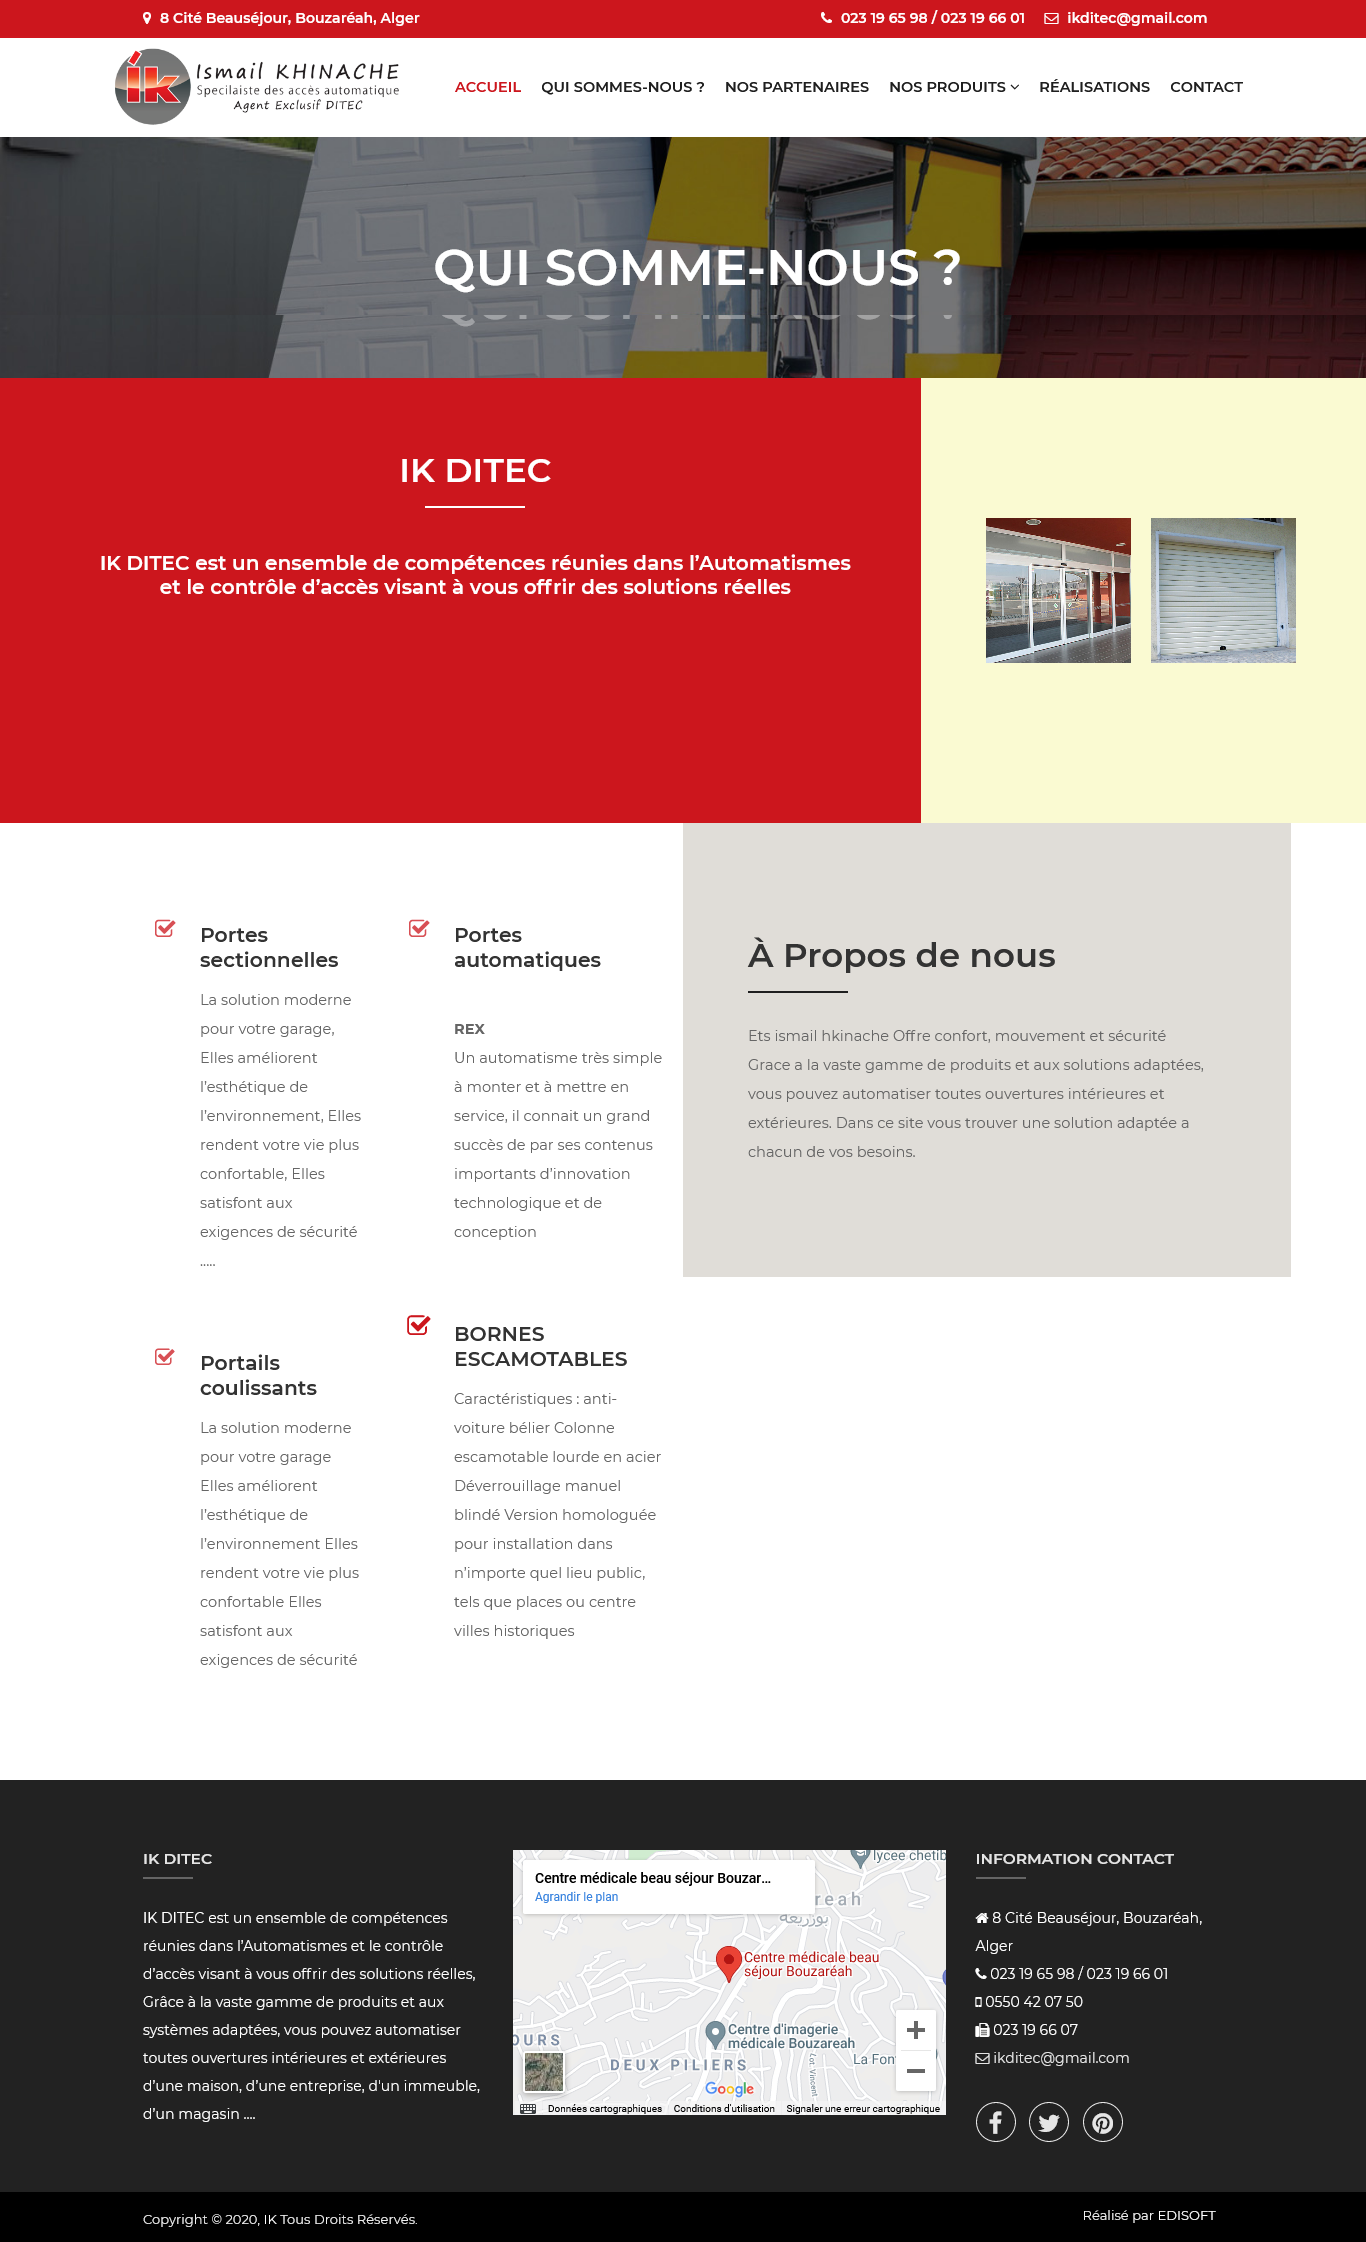 8 Cité Beauséjour, Bouzaréah, Alger
023 19 65 98 / 023 19 66 01
ikditec@gmail.com
ik
Ismail KHINACHE
Specilaiste des accès automatique
Agent Exclusif DITEC
ACCUEIL
QUI SOMMES-NOUS ?
NOS PARTENAIRES
NOS PRODUITS
RÉALISATIONS
CONTACT
QUI SOMME-NOUS ?
IK DITEC
IK DITEC est un ensemble de compétences réunies dans l’Automatismes
et le contrôle d’accès visant à vous offrir des solutions réelles
Portes
sectionnelles
La solution moderne
pour votre garage,
Elles améliorent
l’esthétique de
l’environnement, Elles
rendent votre vie plus
confortable, Elles
satisfont aux
exigences de sécurité
.....
Portes
automatiques
REX
Un automatisme très simple
à monter et à mettre en
service, il connait un grand
succès de par ses contenus
importants d’innovation
technologique et de
conception
À Propos de nous
Ets ismail hkinache Offre confort, mouvement et sécurité
Grace a la vaste gamme de produits et aux solutions adaptées,
vous pouvez automatiser toutes ouvertures intérieures et
extérieures. Dans ce site vous trouver une solution adaptée a
chacun de vos besoins.
Portails
coulissants
La solution moderne
pour votre garage
Elles améliorent
l’esthétique de
l’environnement Elles
rendent votre vie plus
confortable Elles
satisfont aux
exigences de sécurité
BORNES
ESCAMOTABLES
Caractéristiques : anti-
voiture bélier Colonne
escamotable lourde en acier
Déverrouillage manuel
blindé Version homologuée
pour installation dans
n’importe quel lieu public,
tels que places ou centre
villes historiques
IK DITEC
IK DITEC est un ensemble de compétences
réunies dans l’Automatismes et le contrôle
d’accès visant à vous offrir des solutions réelles,
Grâce à la vaste gamme de produits et aux
systèmes adaptées, vous pouvez automatiser
toutes ouvertures intérieures et extérieures
d’une maison, d’une entreprise, d’un immeuble,
d’un magasin ....
lycee chetib
Centre médicale beau séjour Bouzar...
Agrandir le plan
reah
بوزريعة
Centre médicale beau
séjour Bouzaréah
Centre d'imagerie
médicale Bouzareah
OURS
DEUX PILIERS
La Font
Lot Vincent
Google
Données cartographiques
Conditions d'utilisation
Signaler une erreur cartographique
INFORMATION CONTACT
8 Cité Beauséjour, Bouzaréah,
Alger
023 19 65 98 / 023 19 66 01
0550 42 07 50
023 19 66 07
ikditec@gmail.com
Copyright © 2020, IK Tous Droits Réservés.
Réalisé par EDISOFT